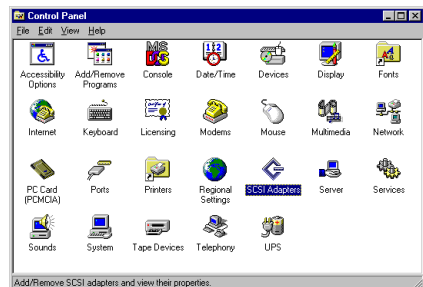 Control Panel
File Edit View Help
Accessibility Options
Add/Remove Programs
Console
Date/Time
Devices
Display
Fonts
Internet
Keyboard
Licensing
Modems
Mouse
Multimedia
Network
PC Card (PCMCIA)
Ports
Printers
Regional Settings
SCSI Adapters
Server
Services
Sounds
System
Tape Devices
Telephony
UPS
Add/Remove SCSI adapters and view their properties.